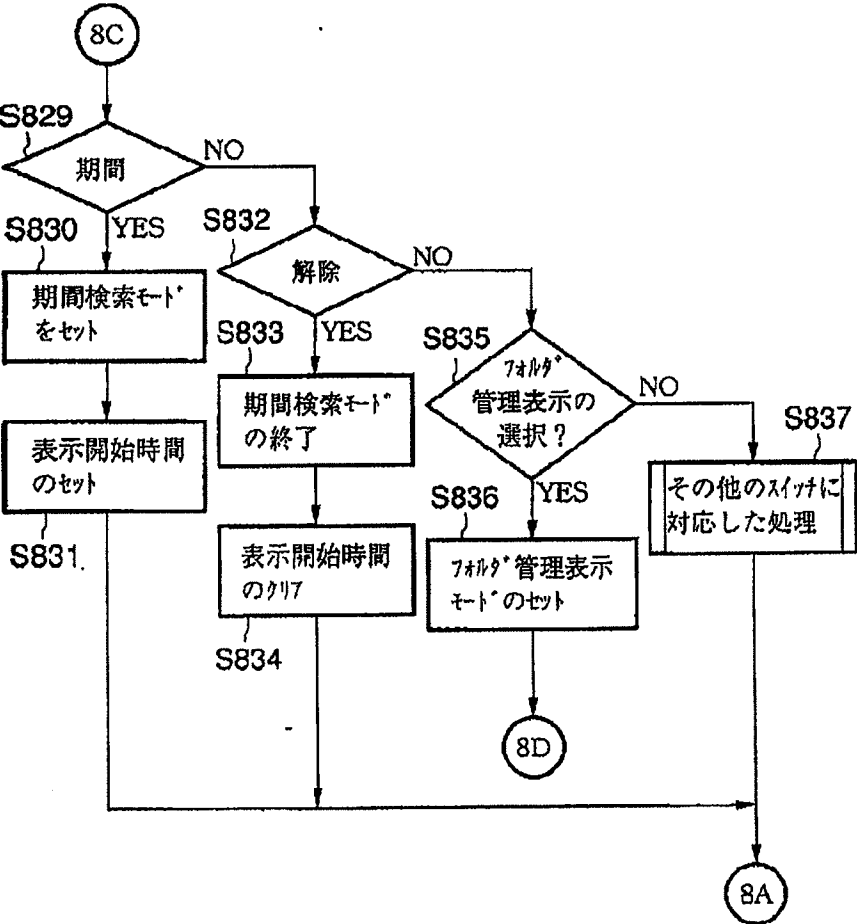 8C
S829
期間
NO
YES
S830
期間検索ﾓｰﾄﾞ
をｾｯﾄ
表示開始時間
のｾｯﾄ
S831
S832
解除
NO
YES
S833
期間検索ﾓｰﾄﾞ
の終了
表示開始時間
のｸﾘｱ
S834
S835
ﾌｫﾙﾀﾞ
管理表示の
選択?
NO
YES
S836
ﾌｫﾙﾀﾞ管理表示
ﾓｰﾄﾞのｾｯﾄ
8D
S837
その他のｽｲｯﾁに
対応した処理
8A